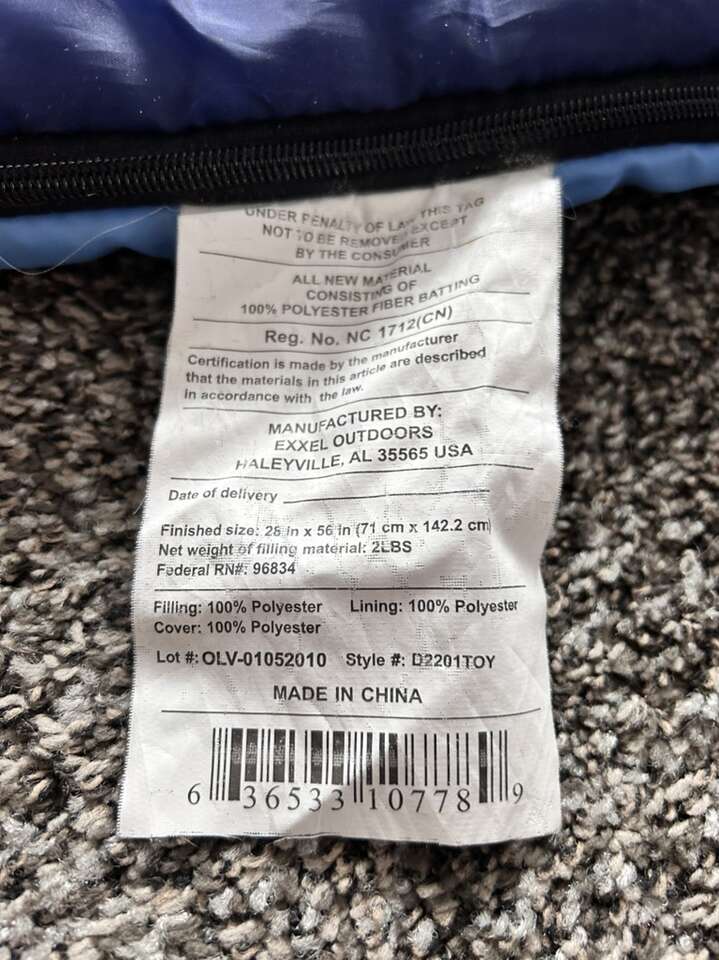 UNDER PENALTY OF LAW THIS TAG
NOT TO BE REMOVED EXCEPT
BY THE CONSUMER
ALL NEW MATERIAL
CONSISTING OF
100% POLYESTER FIBER BATTING
Reg. No. NC 1712(CN)
Certification is made by the manufacturer
that the materials in this article are described
in accordance with the law.
MANUFACTURED BY:
EXXEL OUTDOORS
HALEYVILLE, AL 35565 USA
Date of delivery
Finished size: 28 in x 56 in (71 cm x 142.2 cm)
Net weight of filling material: 2LBS
Federal RN#: 96834
Filling: 100% Polyester Lining: 100% Polyester
Cover: 100% Polyester
Lot #: OLV-01052010 Style #: D2201TOY
MADE IN CHINA
6 36533 10778 9